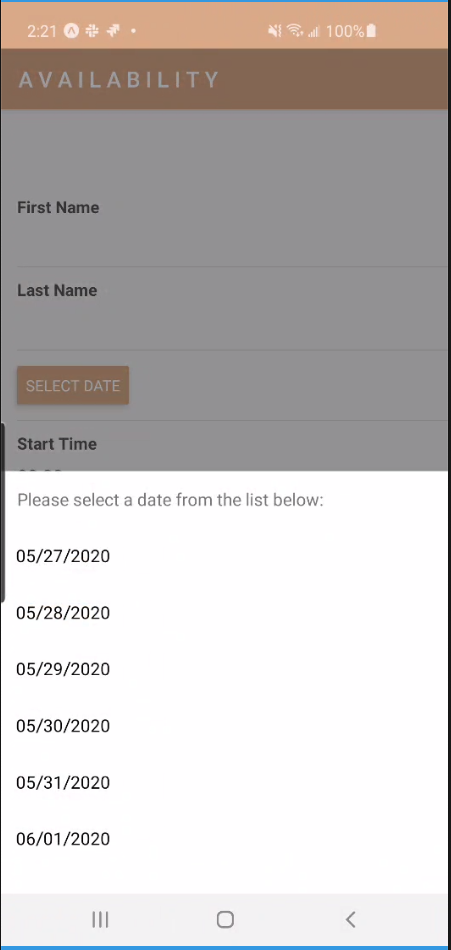 2:21
100%
AVAILABILITY
First Name
Last Name
SELECT DATE
Start Time
Please select a date from the list below:
05/27/2020
05/28/2020
05/29/2020
05/30/2020
05/31/2020
06/01/2020